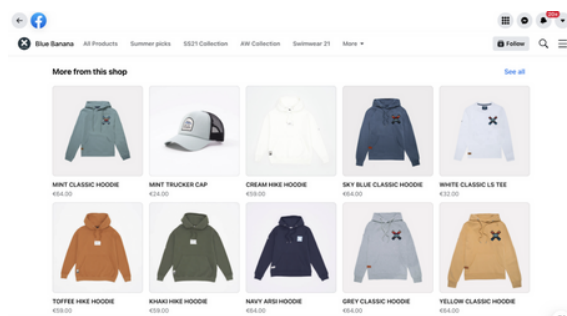 20+
Blue Banana All Products Summer picks SS21 Collection AW Collection Swimwear 21 More Follow
More from this shop See all
MINT CLASSIC HOODIE MINT TRUCKER CAP CREAM HIKE HOODIE SKY BLUE CLASSIC HOODIE WHITE CLASSIC LS TEE
€64.00 €24.00 €59.00 €64.00 €32.00
TOFFEE HIKE HOODIE KHAKI HIKE HOODIE NAVY ARSI HOODIE GREY CLASSIC HOODIE YELLOW CLASSIC HOODIE
€59.00 €59.00 €64.00 €64.00 €64.00